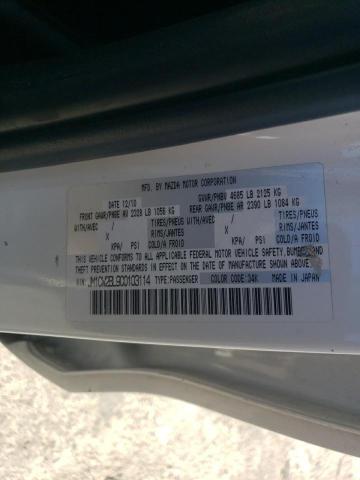 MFD. BY MAZDA MOTOR CORPORATION
DATE 12/10 GVWR/PNBV 4685 LB 2125 KG
FRONT GAWR/PNBE AV 2328 LB 1056 KG REAR GAWR/PNBE AR 2390 LB 1084 KG
WITH/AVEC / TIRES/PNEUS WITH/AVEC / TIRES/PNEUS
X RIMS/JANTES X RIMS/JANTES
KPA/ PSI COLD/A FROID KPA/ PSI COLD/A FROID
THIS VEHICLE CONFORMS TO ALL APPLICABLE FEDERAL MOTOR VEHICLE SAFETY, BUMPER AND
THEFT PREVENTION STANDARDS IN EFFECT ON THE DATE OF MANUFACTURE SHOWN ABOVE.
VIN: JM1CW2BL9C0103114 TYPE:PASSENGER COLOR CODE:34K MADE IN JAPAN